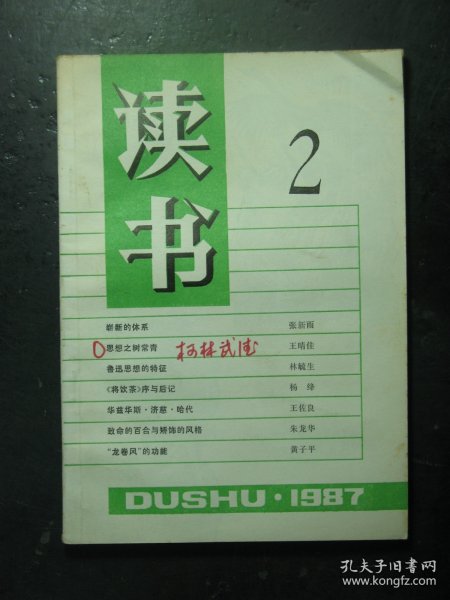 读书
2
崭新的体系 张新雨
思想之树常青 柯林武德 王晴佳
鲁迅思想的特征 林毓生
《将饮茶》序与后记 杨绛
华兹华斯·济慈·哈代 王佐良
致命的百合与矫饰的风格 朱龙华
“龙卷风”的功能 黄子平
DUSHU·1987
孔夫子旧书网
www.kongfz.com